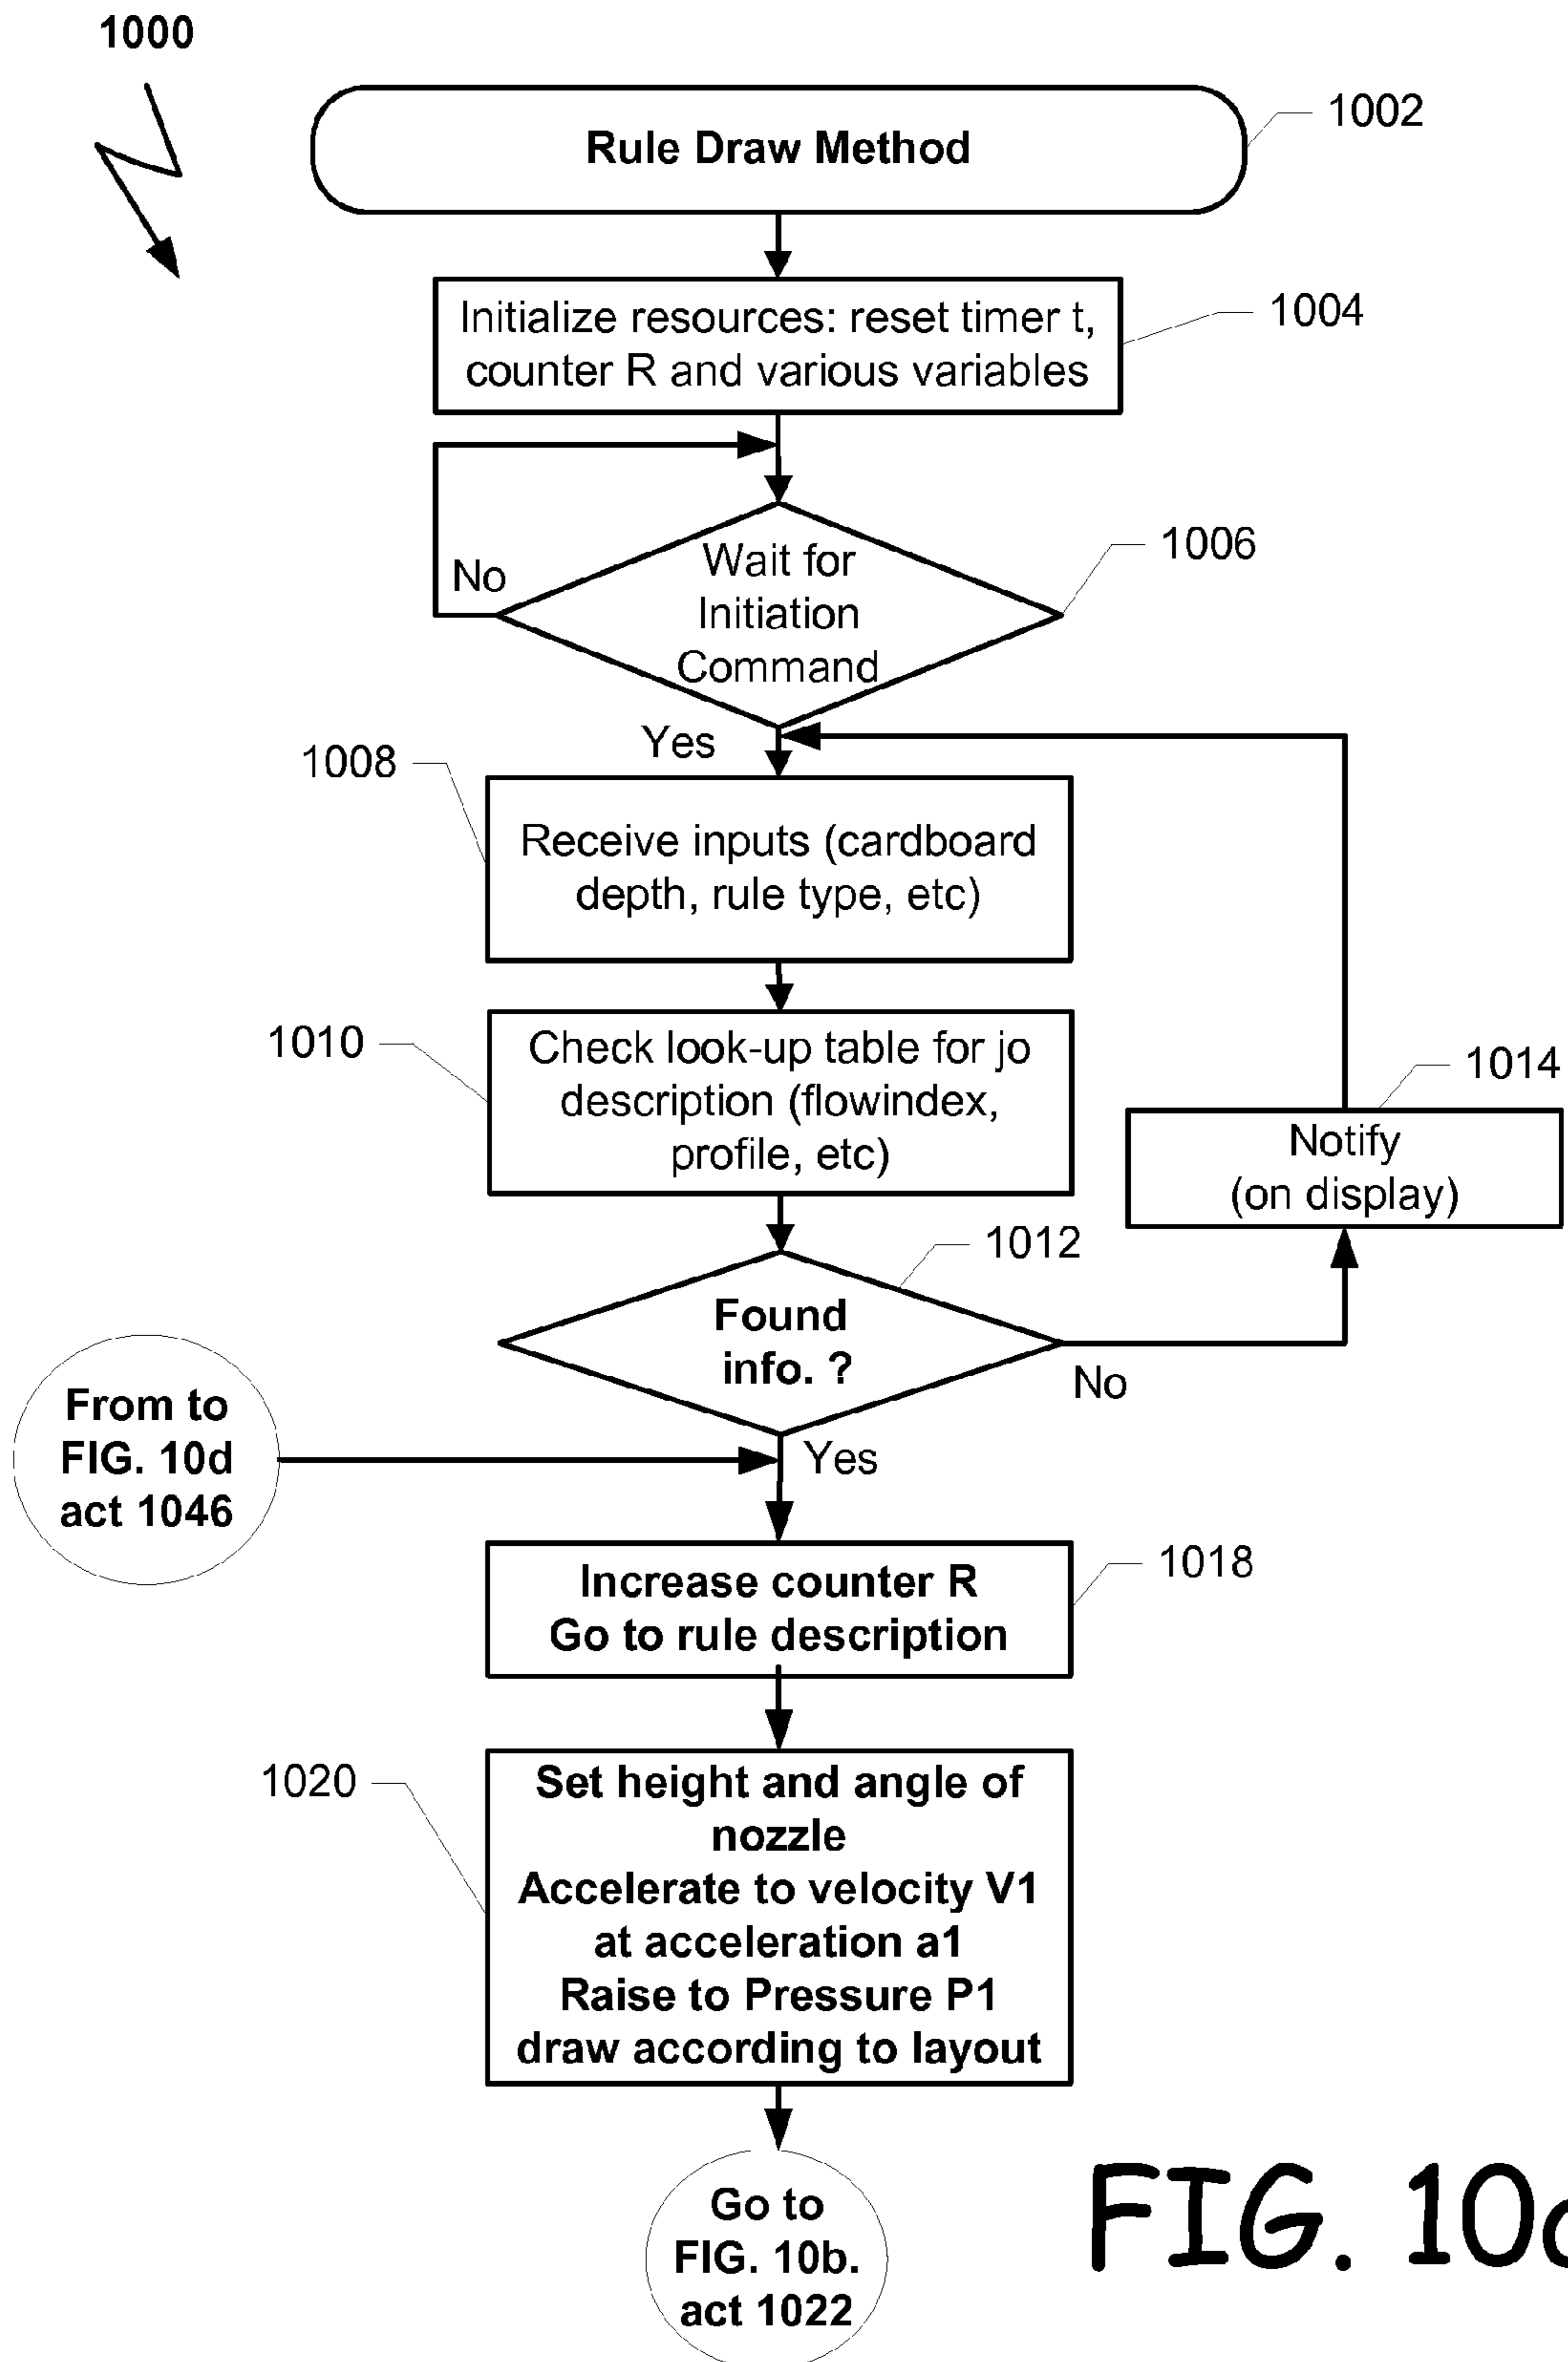 1000
Rule Draw Method
1002
Initialize resources: reset timer t,
counter R and various variables
1004
No
Wait for
Initiation
Command
1006
Yes
1008
Receive inputs (cardboard
depth, rule type, etc)
1010
Check look-up table for jo
description (flowindex,
profile, etc)
1014
Notify
(on display)
1012
Found
info. ?
No
From to
FIG. 10d
act 1046
Yes
Increase counter R
Go to rule description
1018
1020
Set height and angle of
nozzle
Accelerate to velocity V1
at acceleration a1
Raise to Pressure P1
draw according to layout
Go to
FIG. 10b.
act 1022
FIG.